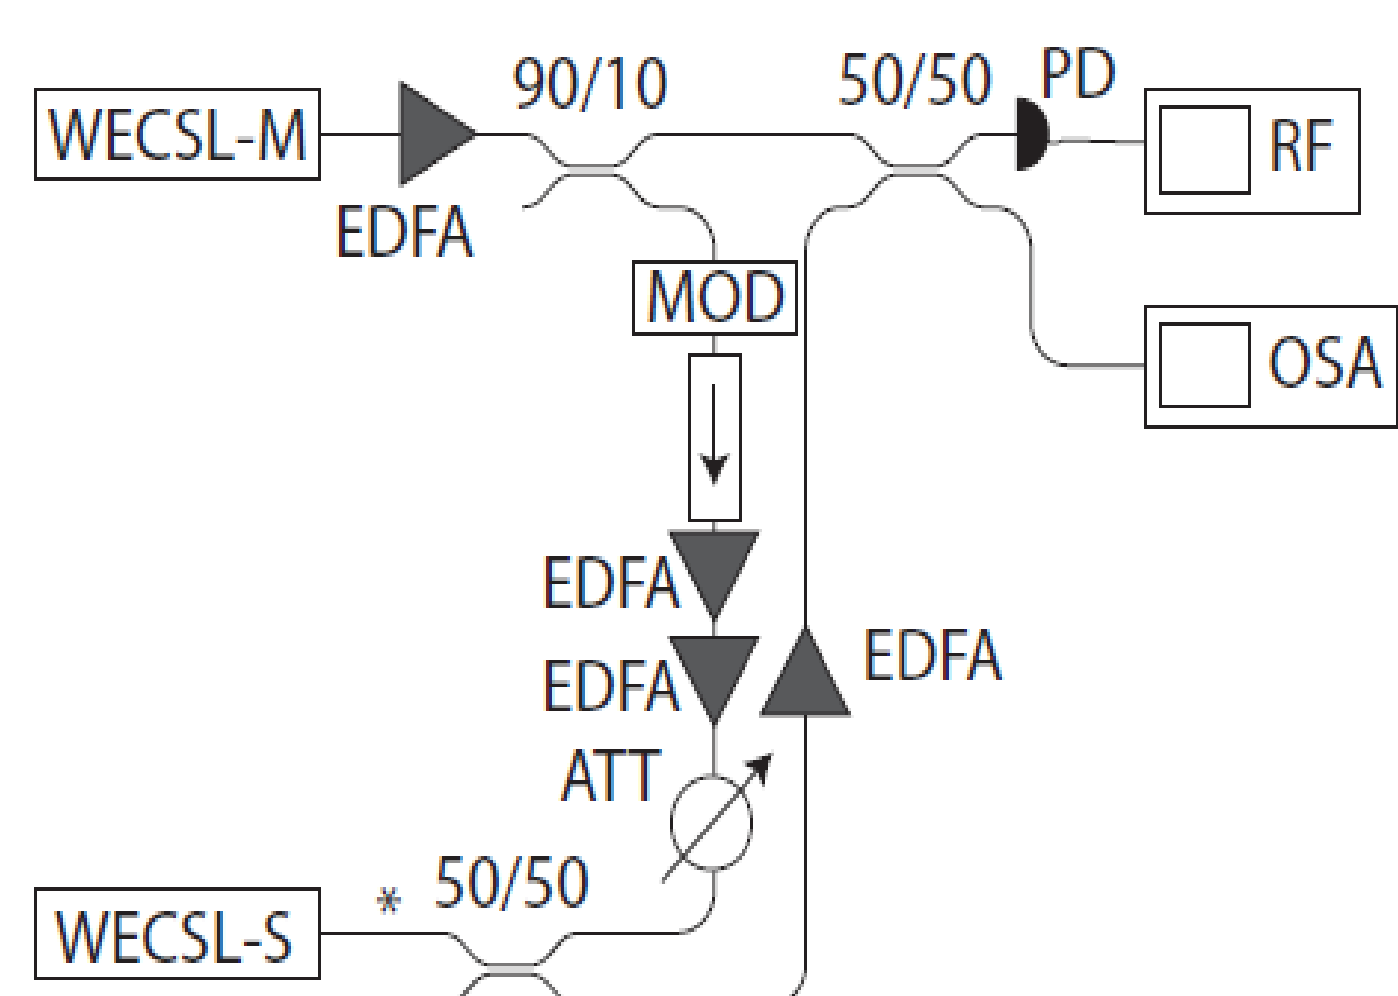 90/10
50/50
PD
WECSL-M
RF
EDFA
MOD
OSA
EDFA
EDFA
EDFA
ATT
50/50
*
WECSL-S